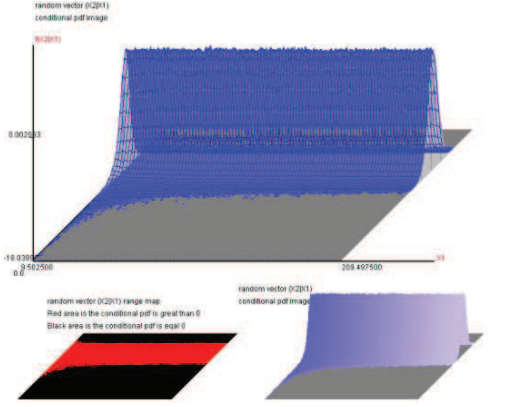 random vector (X2|X1)
conditional pdf image
f(X2|X1)
0.002653
9.502500
209.497500
X1
0.0
random vector (X2|X1) range map
Red area is the conditional pdf is great than 0
Black area is the conditional pdf is eqal 0
random vector (X2|X1)
conditional pdf image